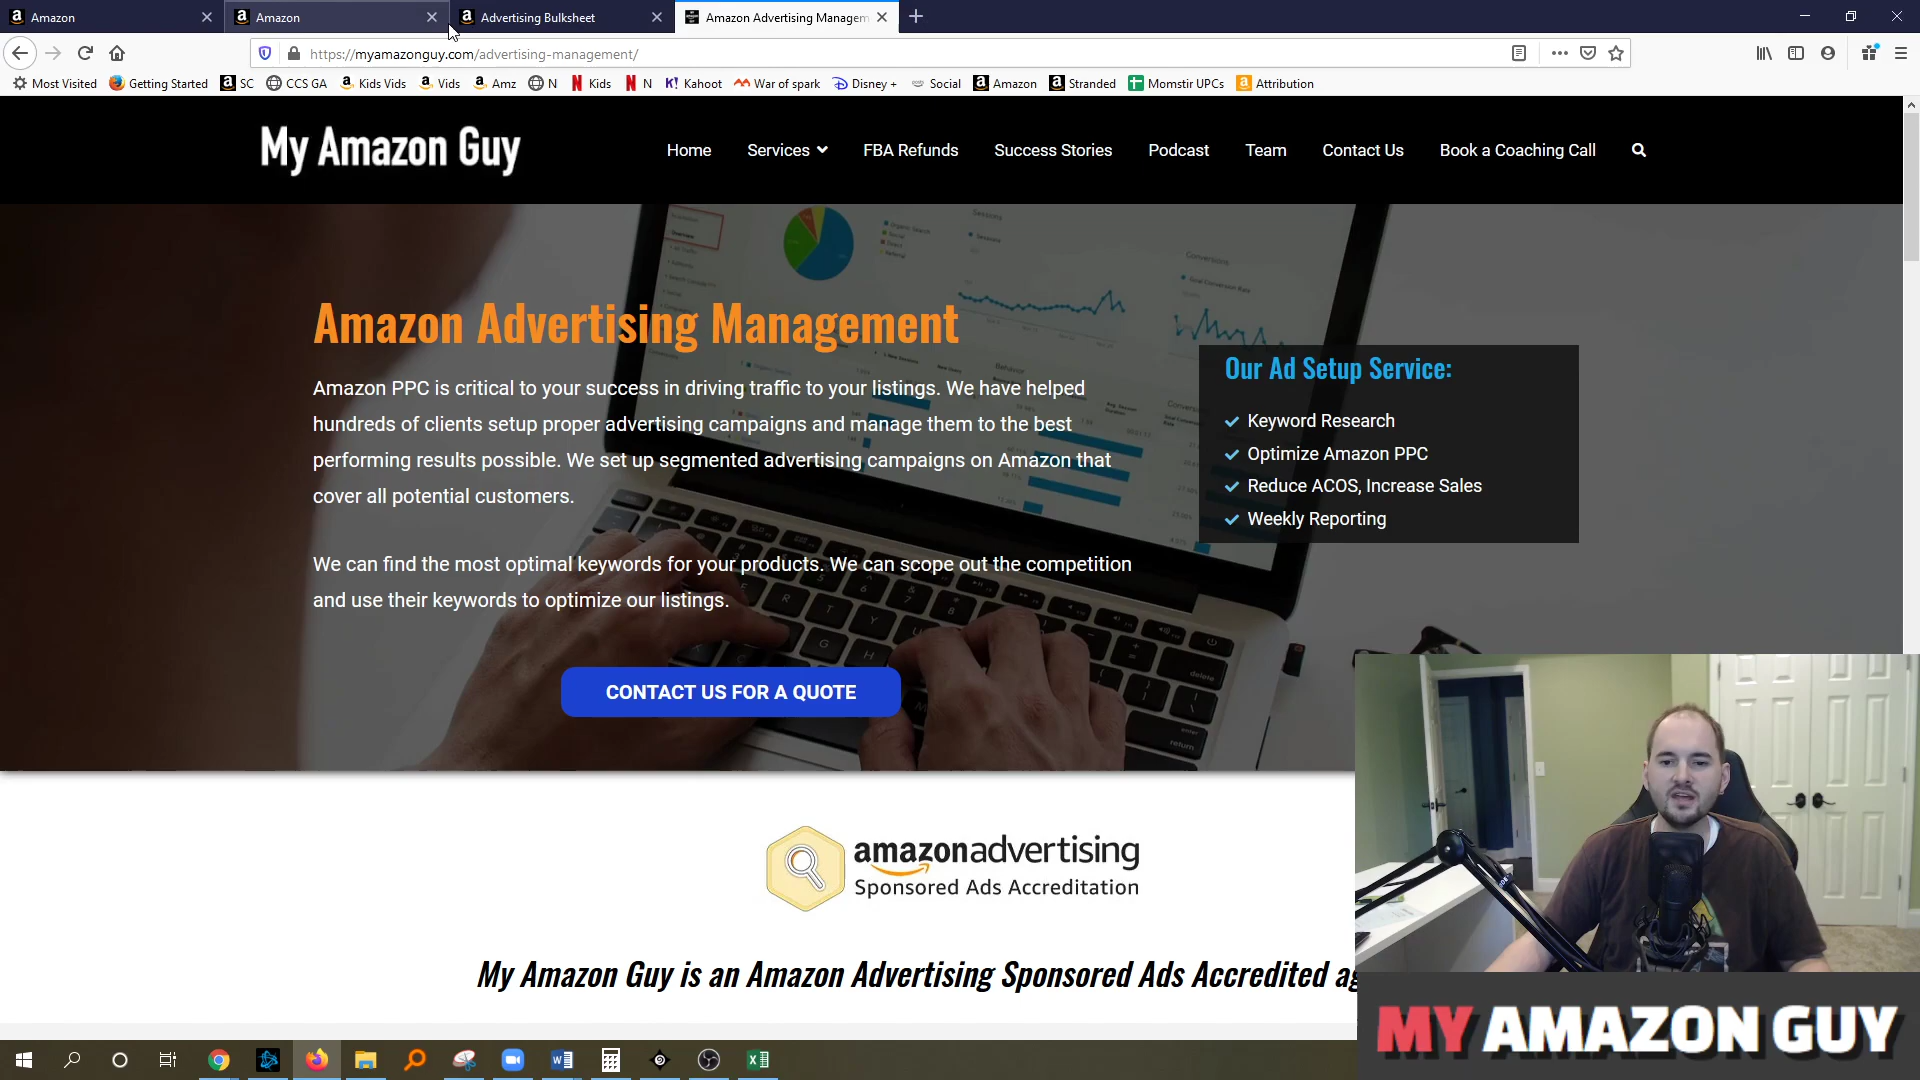 Amazon
Amazon
Advertising Bulksheet
Amazon Advertising Managem
https://myamazonguy.com/advertising-management/
Most Visited
Getting Started
SC
CCS GA
Kids Vids
Vids
Amz
N
Kids
N
Kahoot
War of spark
Disney +
Social
Amazon
Stranded
Momstir UPCs
Attribution
My Amazon Guy
Home
Services
FBA Refunds
Success Stories
Podcast
Team
Contact Us
Book a Coaching Call
Amazon Advertising Management
Amazon PPC is critical to your success in driving traffic to your listings. We have helped
hundreds of clients setup proper advertising campaigns and manage them to the best
performing results possible. We set up segmented advertising campaigns on Amazon that
cover all potential customers.
We can find the most optimal keywords for your products. We can scope out the competition
and use their keywords to optimize our listings.
CONTACT US FOR A QUOTE
Our Ad Setup Service:
Keyword Research
Optimize Amazon PPC
Reduce ACOS, Increase Sales
Weekly Reporting
amazonadvertising
Sponsored Ads Accreditation
My Amazon Guy is an Amazon Advertising Sponsored Ads Accredited ag
MY AMAZON GUY